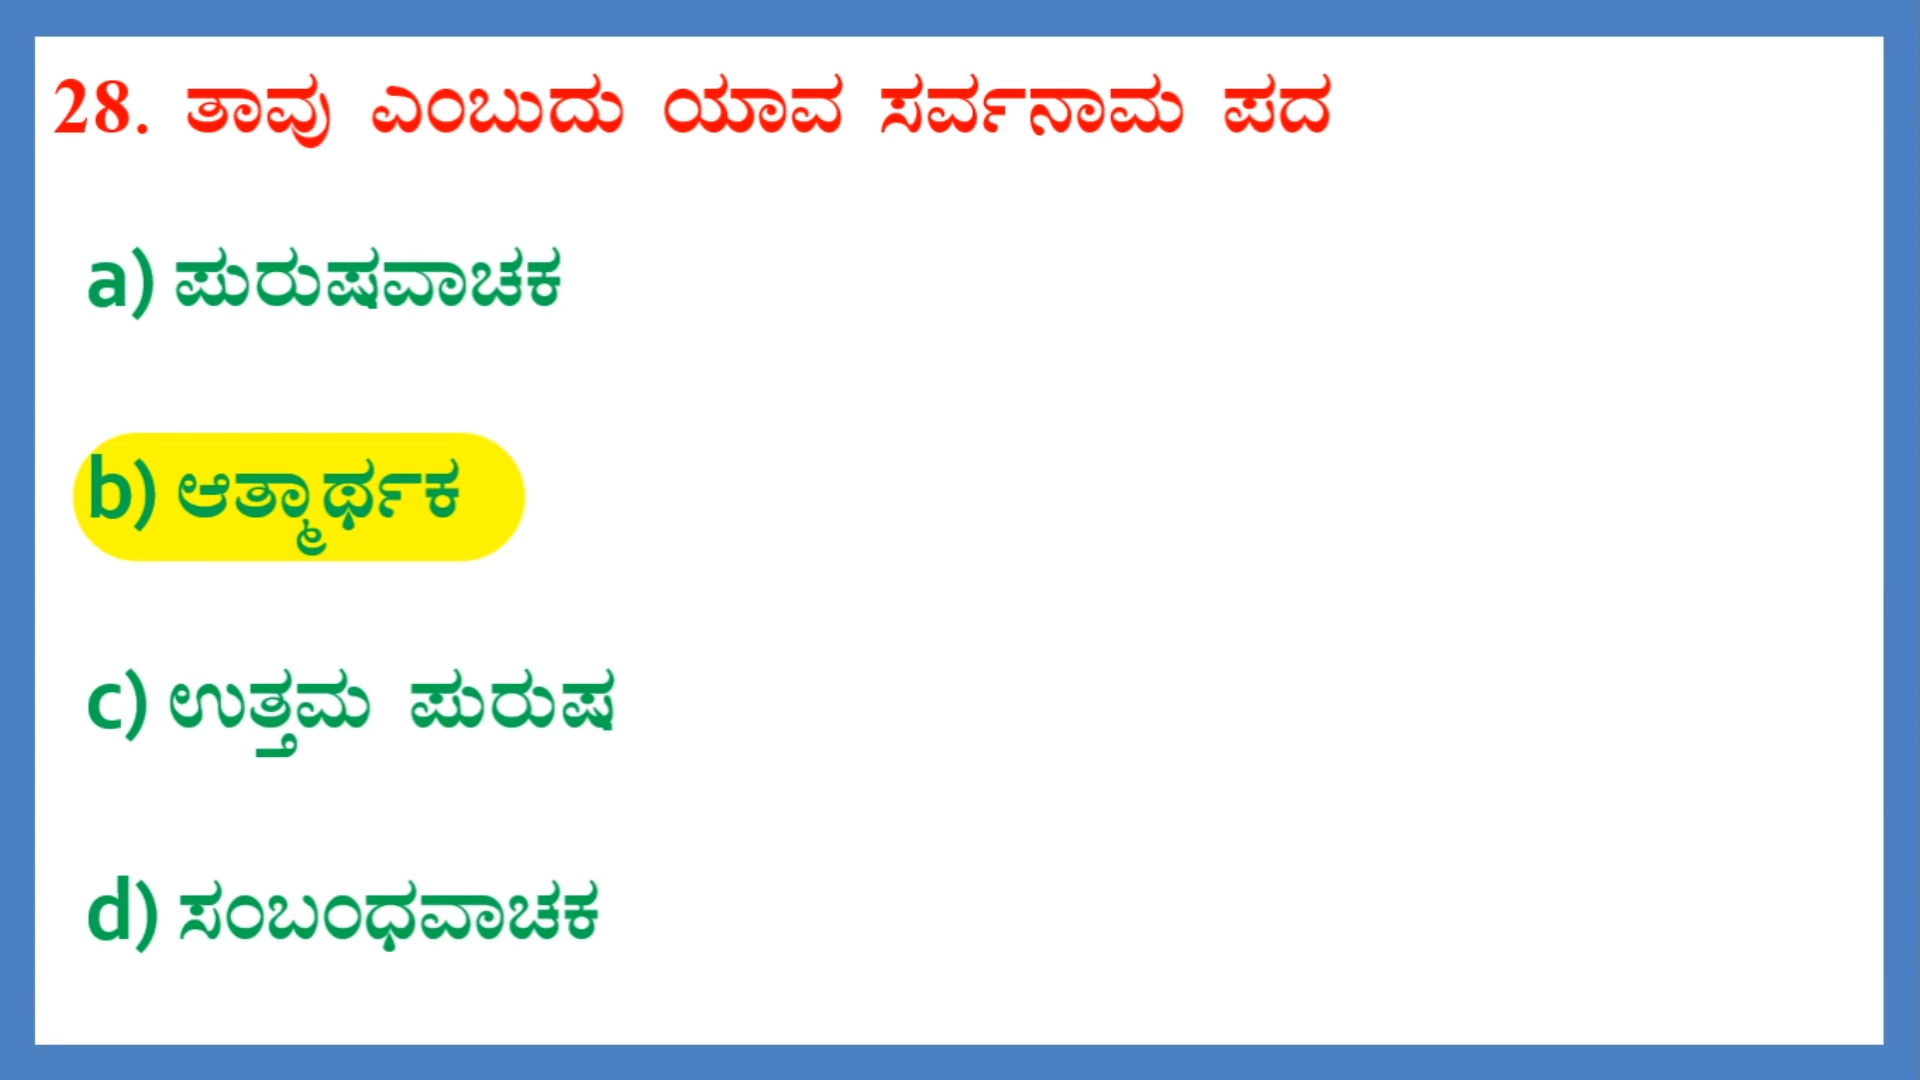 28. ತಾವು ಎಂಬುದು ಯಾವ ಸರ್ವನಾಮ ಪದ
a) ಪುರುಷವಾಚಕ
b) ಆತ್ಮಾರ್ಥಕ
c) ಉತ್ತಮ ಪುರುಷ
d) ಸಂಬಂಧವಾಚಕ